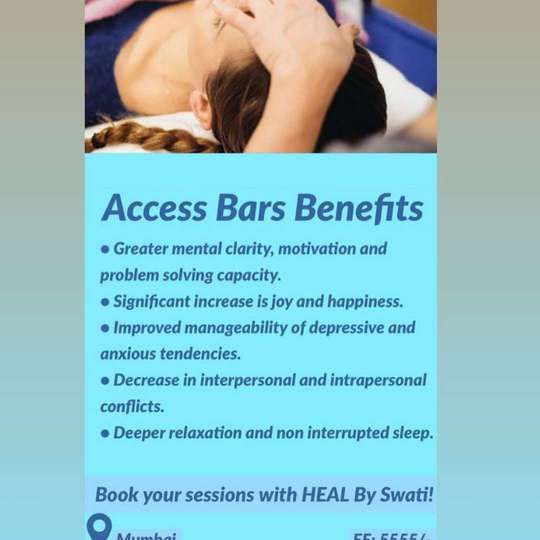 Access Bars Benefits
● Greater mental clarity, motivation and
problem solving capacity.
● Significant increase is joy and happiness.
● Improved manageability of depressive and
anxious tendencies.
● Decrease in interpersonal and intrapersonal
conflicts.
● Deeper relaxation and non interrupted sleep.
Book your sessions with HEAL By Swati!
Mumbai
EE: 5555/-